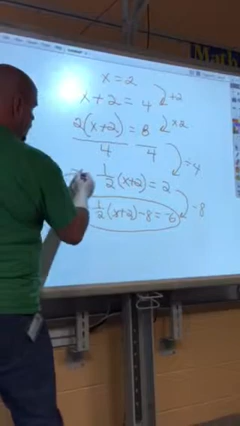 Math
x = 2
+2
x + 2 = 4
x2
2(x+2) = 8
4 4
÷4
1/2 (x+2) = 2
-8
1/2 (x+2) - 8 = -6